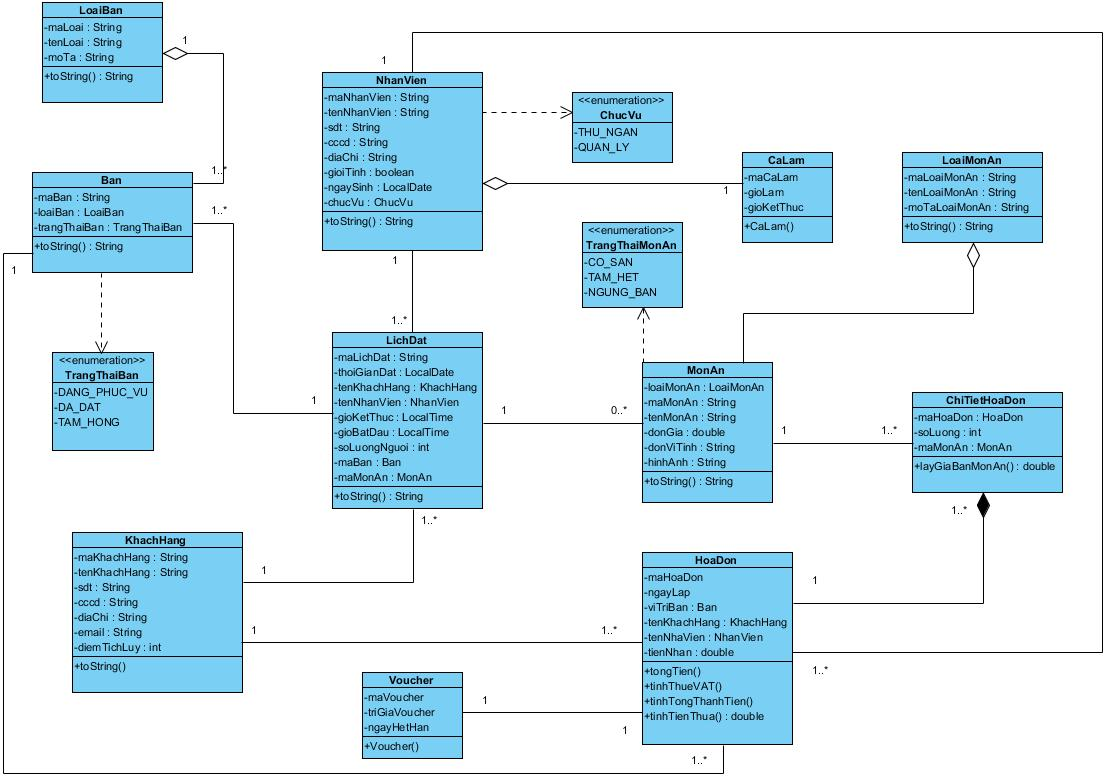 LoaiBan
-maLoai : String
-tenLoai : String
-moTa : String
+toString() : String
1
1..*
Ban
-maBan : String
-loaiBan : LoaiBan
-trangThaiBan : TrangThaiBan
+toString() : String
1..*
1
<<enumeration>>
TrangThaiBan
-DANG_PHUC_VU
-DA_DAT
-TAM_HONG
1
NhanVien
-maNhanVien : String
-tenNhanVien : String
-sdt : String
-cccd : String
-diaChi : String
-gioiTinh : boolean
-ngaySinh : LocalDate
-chucVu : ChucVu
+toString() : String
1
1..*
<<enumeration>>
ChucVu
-THU_NGAN
-QUAN_LY
1
CaLam
-maCaLam
-gioLam
-gioKetThuc
+CaLam()
LoaiMonAn
-maLoaiMonAn : String
-tenLoaiMonAn : String
-moTaLoaiMonAn : String
+toString() : String
<<enumeration>>
TrangThaiMonAn
-CO_SAN
-TAM_HET
-NGUNG_BAN
1
LichDat
-maLichDat : String
-thoiGianDat : LocalDate
-tenKhachHang : KhachHang
-tenNhanVien : NhanVien
-gioKetThuc : LocalTime
-gioBatDau : LocalTime
-soLuongNguoi : int
-maBan : Ban
-maMonAn : MonAn
+toString() : String
1
0..*
1..*
MonAn
-loaiMonAn : LoaiMonAn
-maMonAn : String
-tenMonAn : String
-donGia : double
-donViTinh : String
-hinhAnh : String
+toString() : String
1
1..*
ChiTietHoaDon
-maHoaDon : HoaDon
-soLuong : int
-maMonAn : MonAn
+layGiaBanMonAn() : double
1..*
1
KhachHang
-maKhachHang : String
-tenKhachHang : String
-sdt : String
-cccd : String
-diaChi : String
-email : String
-diemTichLuy : int
+toString()
1
1
1..*
HoaDon
-maHoaDon
-ngayLap
-viTriBan : Ban
-tenKhachHang : KhachHang
-tenNhaVien : NhanVien
-tienNhan : double
+tongTien()
+tinhThueVAT()
+tinhTongThanhTien()
+tinhTienThua() : double
1..*
Voucher
-maVoucher
-triGiaVoucher
-ngayHetHan
+Voucher()
1
1
1..*